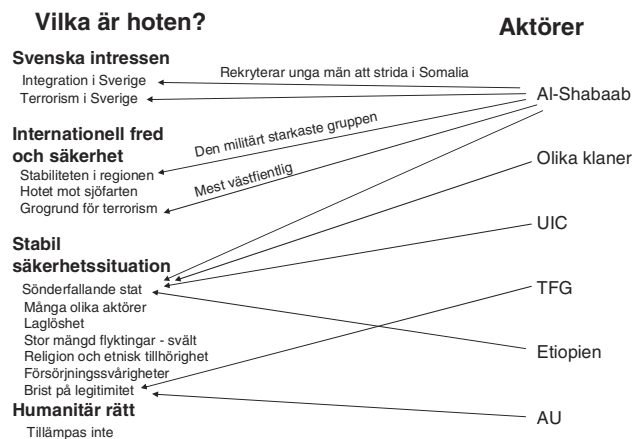 Vilka är hoten?
Aktörer
Svenska intressen
Integration i Sverige
Terrorism i Sverige
Rekryterar unga män att strida i Somalia
Al-Shabaab
Internationell fred
och säkerhet
Den militärt starkaste gruppen
Stabiliteten i regionen
Hotet mot sjöfarten
Grogrund för terrorism
Mest västfientlig
Olika klaner
UIC
Stabil
säkerhetssituation
Sönderfallande stat
Många olika aktörer
Laglöshet
Stor mängd flyktingar - svält
Religion och etnisk tillhörighet
Försörjningssvårigheter
Brist på legitimitet
TFG
Etiopien
Humanitär rätt
Tillämpas inte
AU